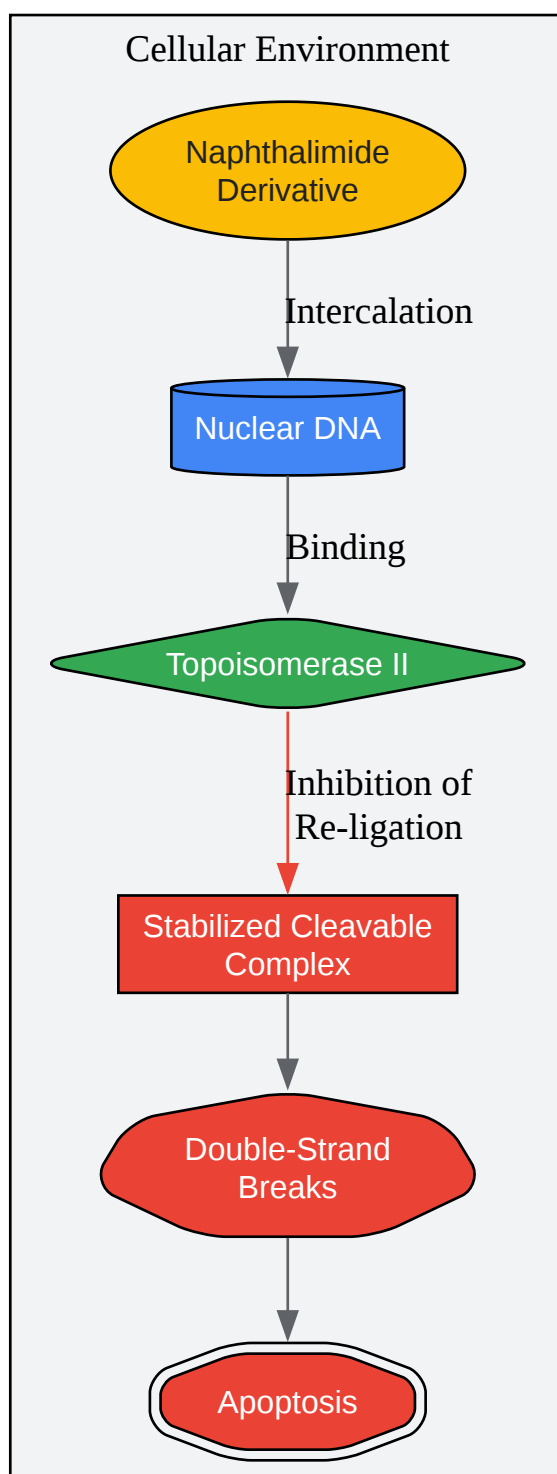 Cellular Environment
Naphthalimide
Derivative
Intercalation
Nuclear DNA
Binding
Topoisomerase II
Inhibition of
Re-ligation
Stabilized Cleavable
Complex
Double-Strand
Breaks
Apoptosis